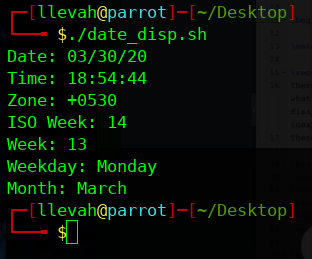 ┌─[llevah@parrot]─[~/Desktop]
└──╼ $./date_disp.sh
Date: 03/30/20
Time: 18:54:44
Zone: +0530
ISO Week: 14
Week: 13
Weekday: Monday
Month: March
┌─[llevah@parrot]─[~/Desktop]
└──╼ $